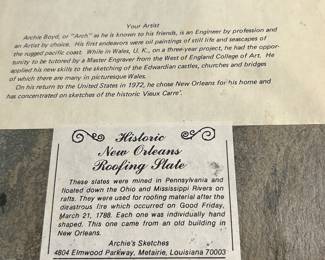 Your Artist
Archie Boyd, or "Arch" as he is known to his friends, is an Engineer by profession and
an Artist by choice. His first endeavors were oil paintings of still life and seascapes of
the rugged pacific coast. While in Wales, U. K., on a three-year project, he had the oppor-
tunity to be tutored by a Master Engraver from the West of England College of Art. He
applied his new skills to the sketching of the Edwardian castles, churches and bridges
of which there are many in picturesque Wales.
On his return to the United States in 1972, he chose New Orleans for his home and
has concentrated on sketches of the historic 'Vieux Carre'.
Historic
New Orleans
Roofing Slate
These slates were mined in Pennsylvania and
floated down the Ohio and Mississippi Rivers on
rafts. They were used for roofing material after the
disastrous fire which occurred on Good Friday,
March 21, 1788. Each one was individually hand
shaped. This one came from an old building in
New Orleans.
Archie's Sketches
4804 Elmwood Parkway, Metairie, Louisiana 70003